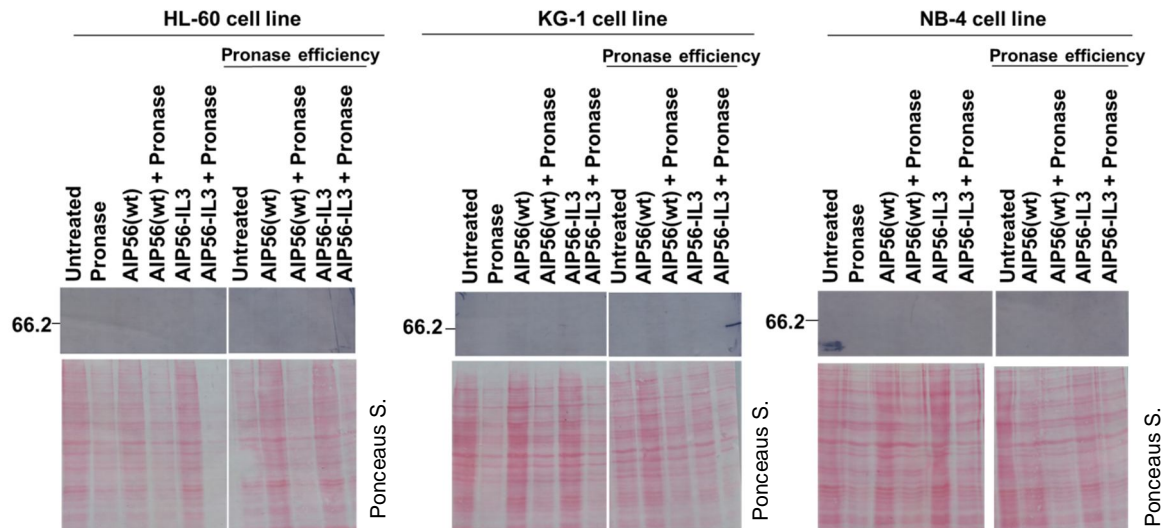 HL-60 cell line
Pronase efficiency
Untreated
Pronase
AIP56(wt)
AIP56(wt) + Pronase
AIP56-IL3
AIP56-IL3 + Pronase
Untreated
AIP56(wt)
AIP56(wt) + Pronase
AIP56-IL3
AIP56-IL3 + Pronase
66.2
Ponceaus S.
KG-1 cell line
Pronase efficiency
Untreated
Pronase
AIP56(wt)
AIP56(wt) + Pronase
AIP56-IL3
AIP56-IL3 + Pronase
Untreated
AIP56(wt)
AIP56(wt) + Pronase
AIP56-IL3
AIP56-IL3 + Pronase
66.2
Ponceaus S.
NB-4 cell line
Pronase efficiency
Untreated
Pronase
AIP56(wt)
AIP56(wt) + Pronase
AIP56-IL3
AIP56-IL3 + Pronase
Untreated
AIP56(wt)
AIP56(wt) + Pronase
AIP56-IL3
AIP56-IL3 + Pronase
66.2
Ponceaus S.